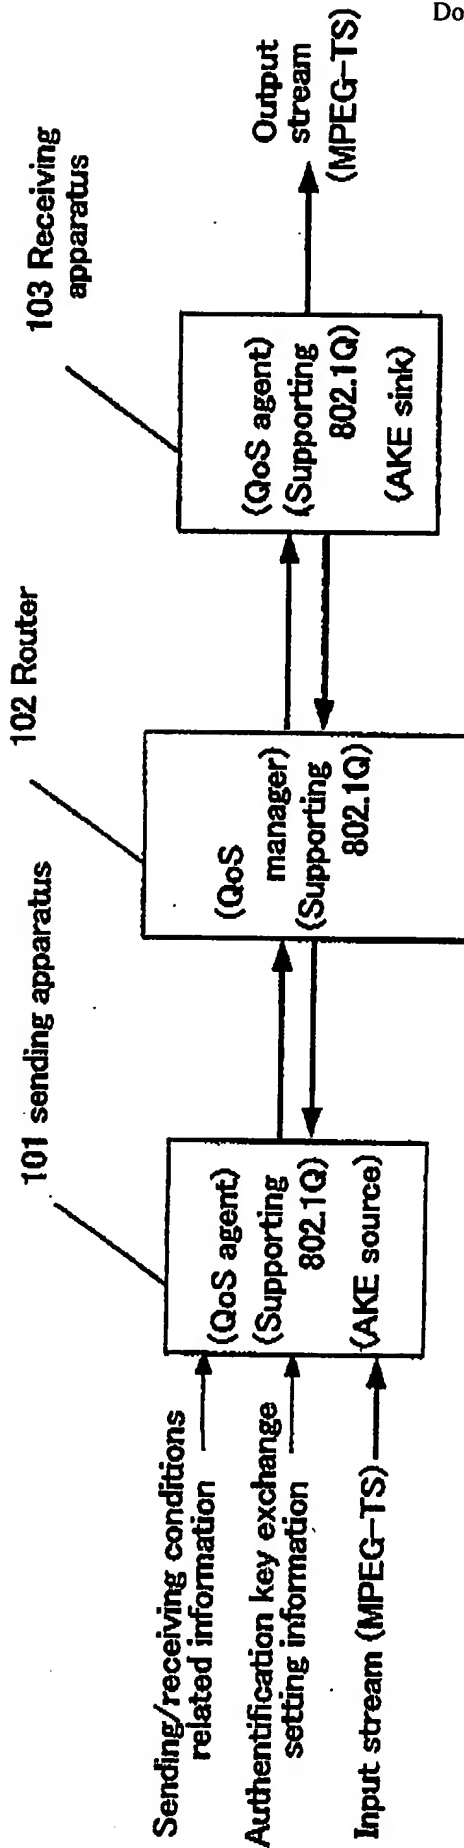 Sending/receiving conditions
related information
Authentification key exchange
setting information
Input stream (MPEG-TS)
101 sending apparatus
(QoS agent)
(Supporting
802.1Q)
(AKE source)
102 Router
(QoS
manager)
(Supporting
802.1Q)
103 Receiving
apparatus
(QoS agent)
(Supporting
802.1Q)
(AKE sink)
Output
stream
(MPEG-TS)
Do